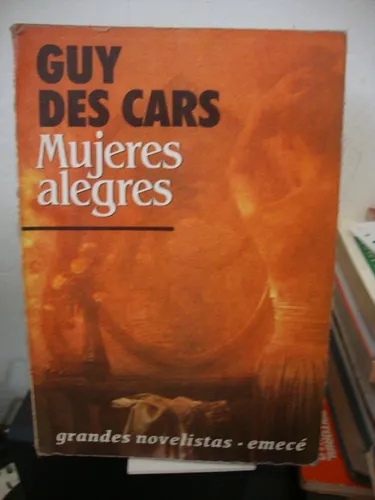 GUY
DES CARS
Mujeres
alegres
grandes novelistas - emecé